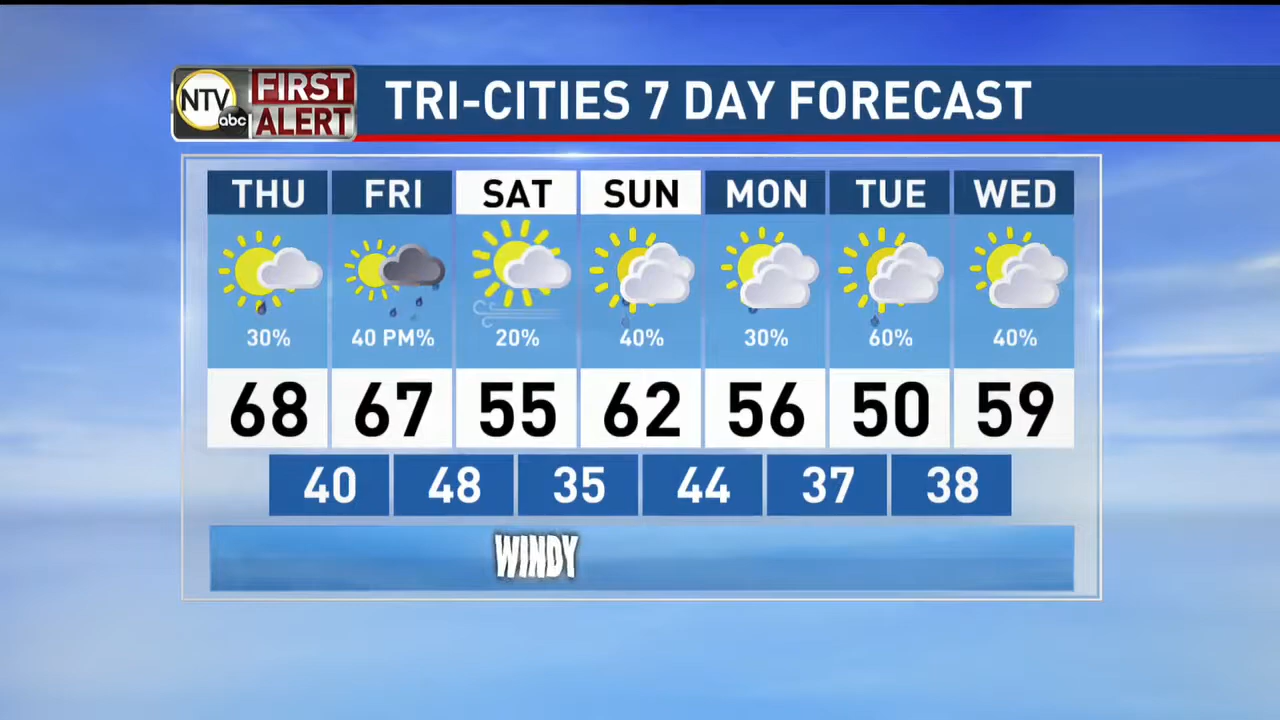 NTV
abc
FIRST
ALERT
TRI-CITIES 7 DAY FORECAST
THU FRI SAT SUN MON TUE WED
30% 40 PM% 20% 40% 30% 60% 40%
68 67 55 62 56 50 59
40 48 35 44 37 38
WINDY